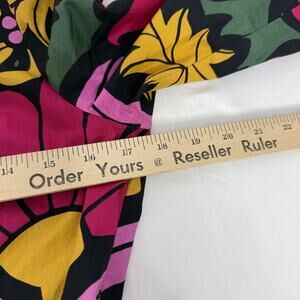 14 15 16 17 18 19 20 21 22
Order Yours @ Reseller Ruler